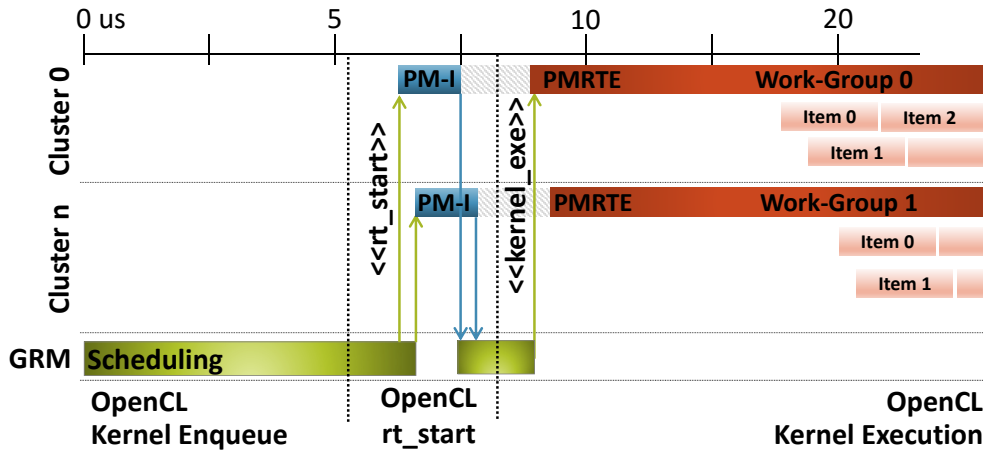 0 us 5 10 20
Cluster 0
PM-I PMRTE Work-Group 0
Item 0 Item 2
Item 1
<<rt_start>>
<<kernel_exe>>
Cluster n
PM-I PMRTE Work-Group 1
Item 0
Item 1
GRM Scheduling
OpenCL
Kernel Enqueue
OpenCL
rt_start
OpenCL
Kernel Execution